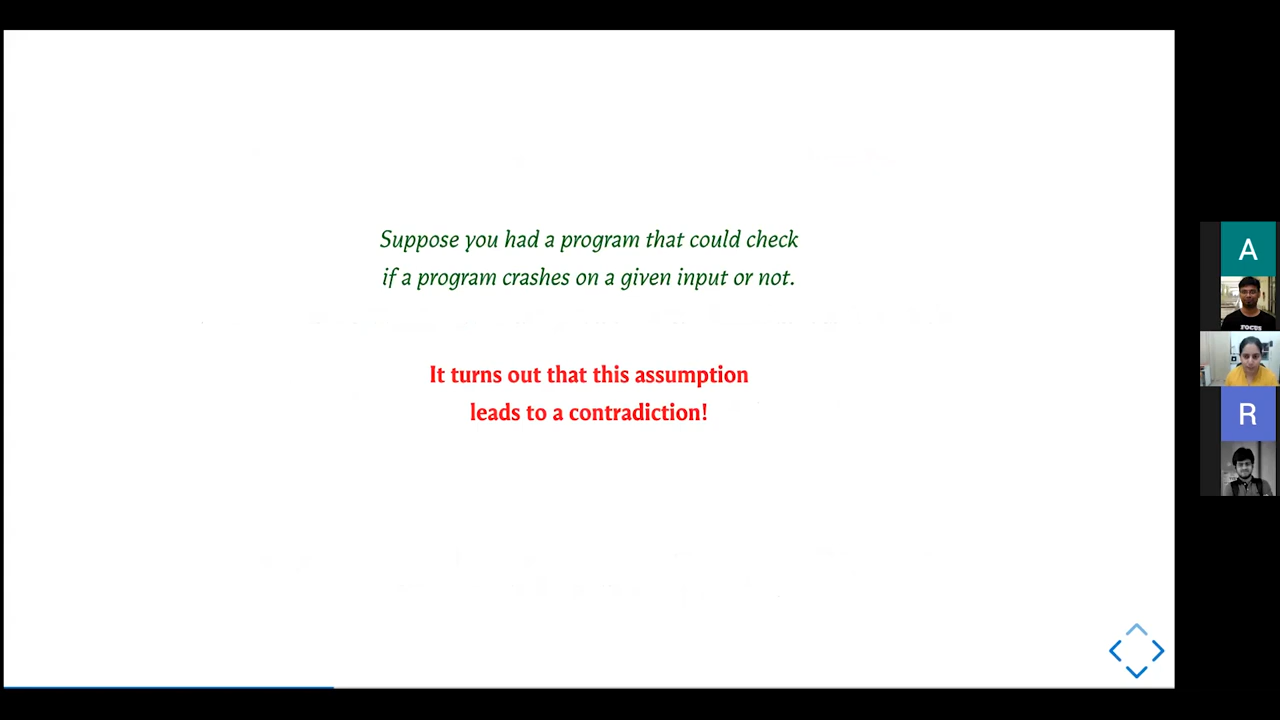 Suppose you had a program that could check
if a program crashes on a given input or not.
It turns out that this assumption
leads to a contradiction!
A
FOCUS
R